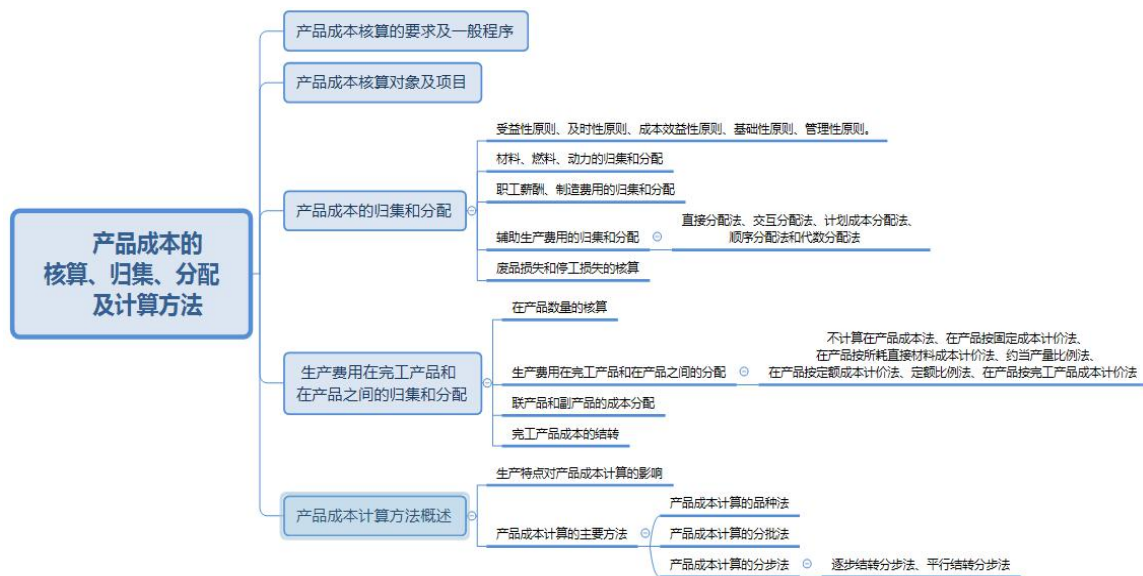 产品成本的
核算、归集、分配
及计算方法
产品成本核算的要求及一般程序
产品成本核算对象及项目
产品成本的归集和分配
受益性原则、及时性原则、成本效益性原则、基础性原则、管理性原则。
材料、燃料、动力的归集和分配
职工薪酬、制造费用的归集和分配
辅助生产费用的归集和分配
直接分配法、交互分配法、计划成本分配法、
顺序分配法和代数分配法
废品损失和停工损失的核算
生产费用在完工产品和
在产品之间的归集和分配
在产品数量的核算
生产费用在完工产品和在产品之间的分配
不计算在产品成本法、在产品按固定成本计价法、
在产品按所耗直接材料成本计价法、约当产量比例法、
在产品按定额成本计价法、定额比例法、在产品按完工产品成本计价法
联产品和副产品的成本分配
完工产品成本的结转
产品成本计算方法概述
生产特点对产品成本计算的影响
产品成本计算的主要方法
产品成本计算的品种法
产品成本计算的分批法
产品成本计算的分步法
逐步结转分步法、平行结转分步法